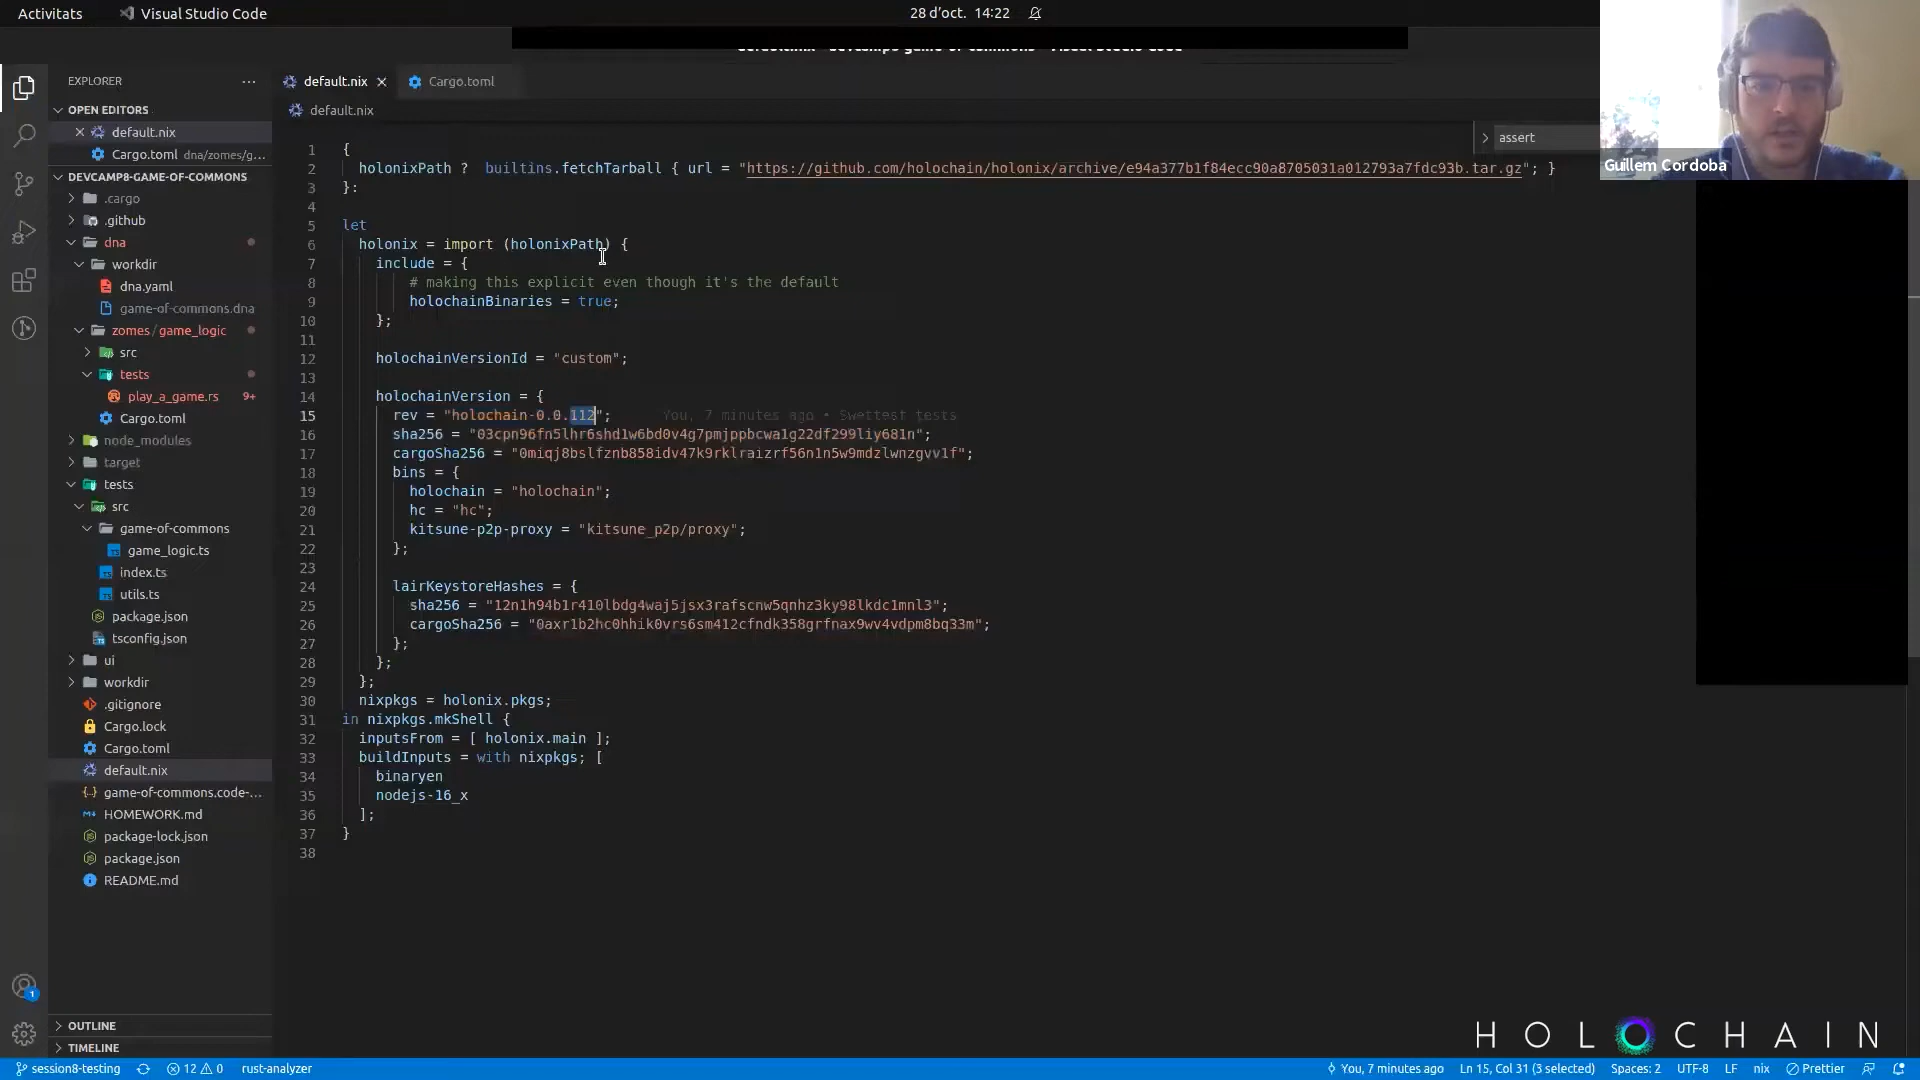 Activitats
Visual Studio Code
28 d'oct. 14:22
EXPLORER
OPEN EDITORS
default.nix
Cargo.toml dna/zomes/g...
DEVCAMP8-GAME-OF-COMMONS
.cargo
.github
dna
workdir
dna.yaml
game-of-commons.dna
zomes/game_logic
src
tests
play_a_game.rs 9+
Cargo.toml
node_modules
target
tests
src
game-of-commons
game_logic.ts
index.ts
utils.ts
package.json
tsconfig.json
ui
workdir
.gitignore
Cargo.lock
Cargo.toml
default.nix
game-of-commons.code-...
HOMEWORK.md
package-lock.json
package.json
README.md
OUTLINE
TIMELINE
default.nix
Cargo.toml
default.nix
assert
Guillem Cordoba
1 {
2 holonixPath ? builtins.fetchTarball { url = "https://github.com/holochain/holonix/archive/e94a377b1f84ecc90a8705031a012793a7fdc93b.tar.gz"; }
3 }:
4
5 let
6 holonix = import (holonixPath) {
7 include = {
8 # making this explicit even though it's the default
9 holochainBinaries = true;
10 };
11
12 holochainVersionId = "custom";
13
14 holochainVersion = {
15 rev = "holochain-0.0.112"; You, 7 minutes ago • Swettest tests
16 sha256 = "03cpn96fn5lhr6shd1w6bd0v4g7pmjppbcwa1g22df299liy681n";
17 cargoSha256 = "0miqj8bslfznb858idv47k9rklraizrf56n1n5w9mdzlwnzgvv1f";
18 bins = {
19 holochain = "holochain";
20 hc = "hc";
21 kitsune-p2p-proxy = "kitsune_p2p/proxy";
22 };
23
24 lairKeystoreHashes = {
25 sha256 = "12n1h94b1r410lbdg4waj5jsx3rafscnw5qnhz3ky98lkdc1mnl3";
26 cargoSha256 = "0axr1b2hc0hhik0vrs6sm412cfndk358grfnax9wv4vdpm8bq33m";
27 };
28 };
29 };
30 nixpkgs = holonix.pkgs;
31 in nixpkgs.mkShell {
32 inputsFrom = [ holonix.main ];
33 buildInputs = with nixpkgs; [
34 binaryen
35 nodejs-16_x
36 ];
37 }
38
HOLOCHAIN
1
session8-testing
12 0
rust-analyzer
You, 7 minutes ago
Ln 15, Col 31 (3 selected)
Spaces: 2
UTF-8
LF
nix
Prettier